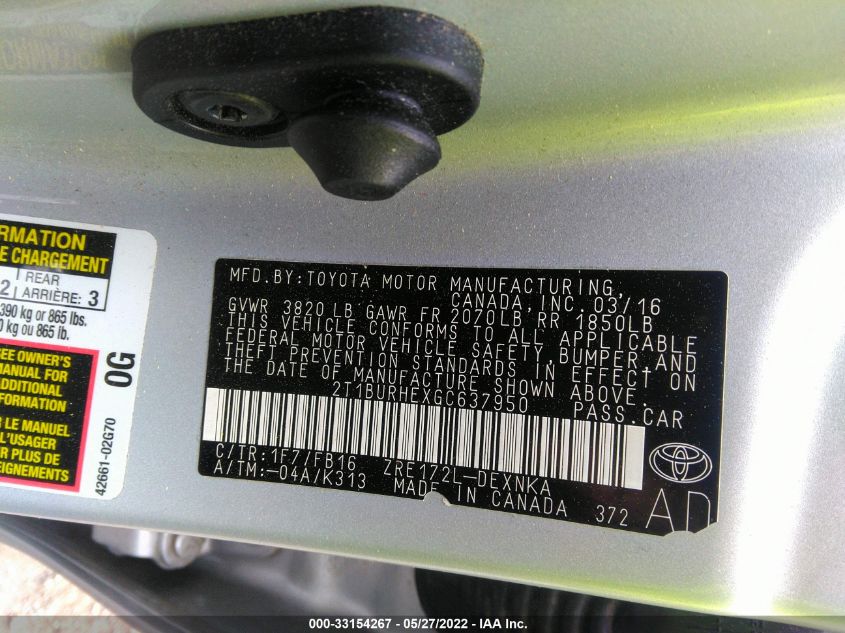 RMATION
E CHARGEMENT
2 REAR
ARRIÈRE: 3
390 kg or 865 lbs.
kg ou 865 lb.
SEE OWNER'S
MANUAL FOR
ADDITIONAL
FORMATION
R LE MANUEL
L'USAGER
R PLUS
42661-02G70
OG
MFD. BY: TOYOTA MOTOR MANUFACTURING,
CANADA, INC. 03/16
GVWR 3820 LB GAWR FR 2070LB, RR 1850LB
THIS VEHICLE CONFORMS TO ALL APPLICABLE
FEDERAL MOTOR VEHICLE SAFETY, BUMPER, AND
THEFT PREVENTION STANDARDS IN EFFECT ON
THE DATE OF MANUFACTURE SHOWN ABOVE.
2T1BURHEXGC637950 PASS. CAR
C/TR: 1F7/FB16 ZRE172L-DEXNKA
A/TM: -04A/K313 MADE IN CANADA 372
AD
000-33154267 - 05/27/2022 - IAA Inc.